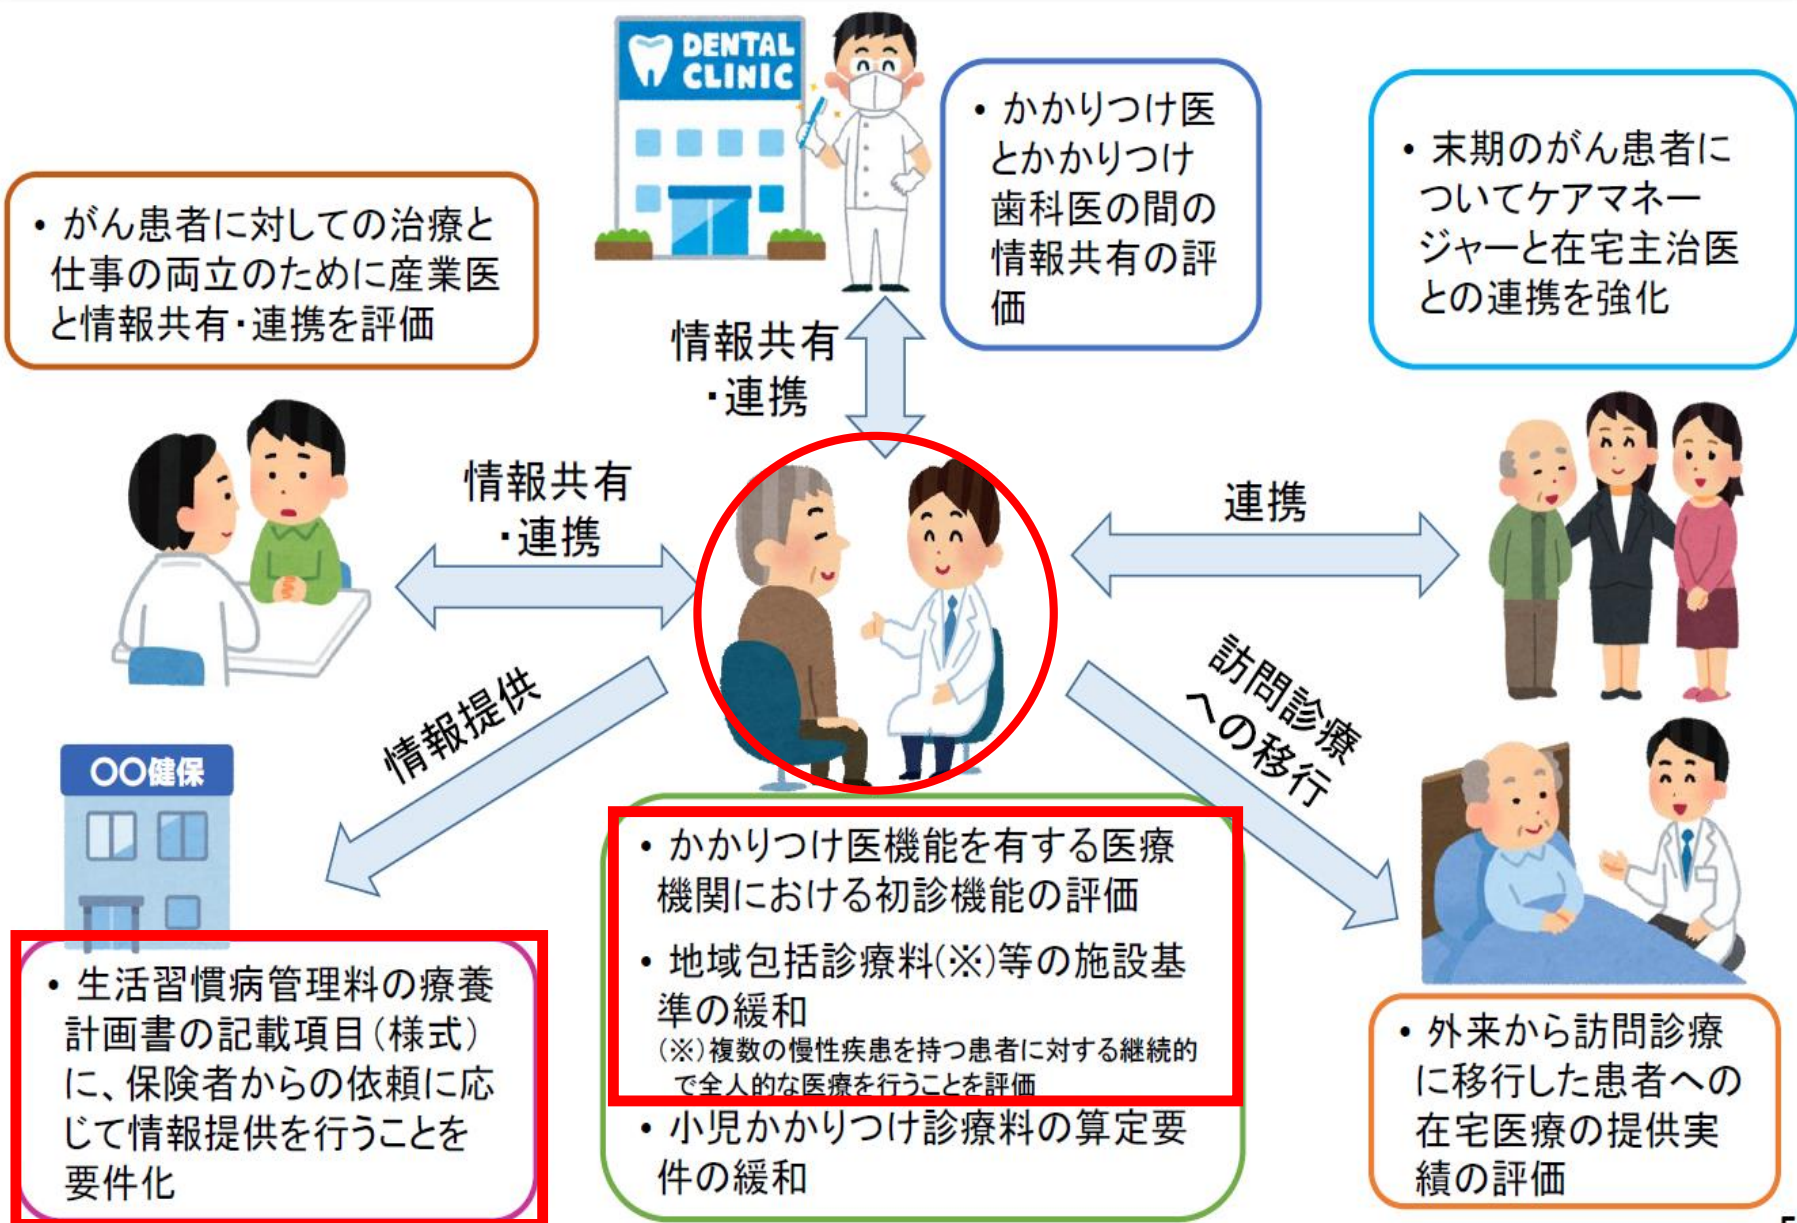 DENTAL
CLINIC
• かかりつけ医
とかかりつけ
歯科医の間の
情報共有の評
価
• 末期のがん患者に
ついてケアマネー
ジャーと在宅主治医
との連携を強化
• がん患者に対しての治療と
仕事の両立のために産業医
と情報共有・連携を評価
情報共有
・連携
情報共有
・連携
連携
情報提供
訪問診療
への移行
〇〇健保
• かかりつけ医機能を有する医療
機関における初診機能の評価
• 地域包括診療料(※)等の施設基
準の緩和
(※)複数の慢性疾患を持つ患者に対する継続的
で全人的な医療を行うことを評価
• 小児かかりつけ診療料の算定要
件の緩和
• 生活習慣病管理料の療養
計画書の記載項目(様式)
に、保険者からの依頼に応
じて情報提供を行うことを
要件化
• 外来から訪問診療
に移行した患者への
在宅医療の提供実
績の評価